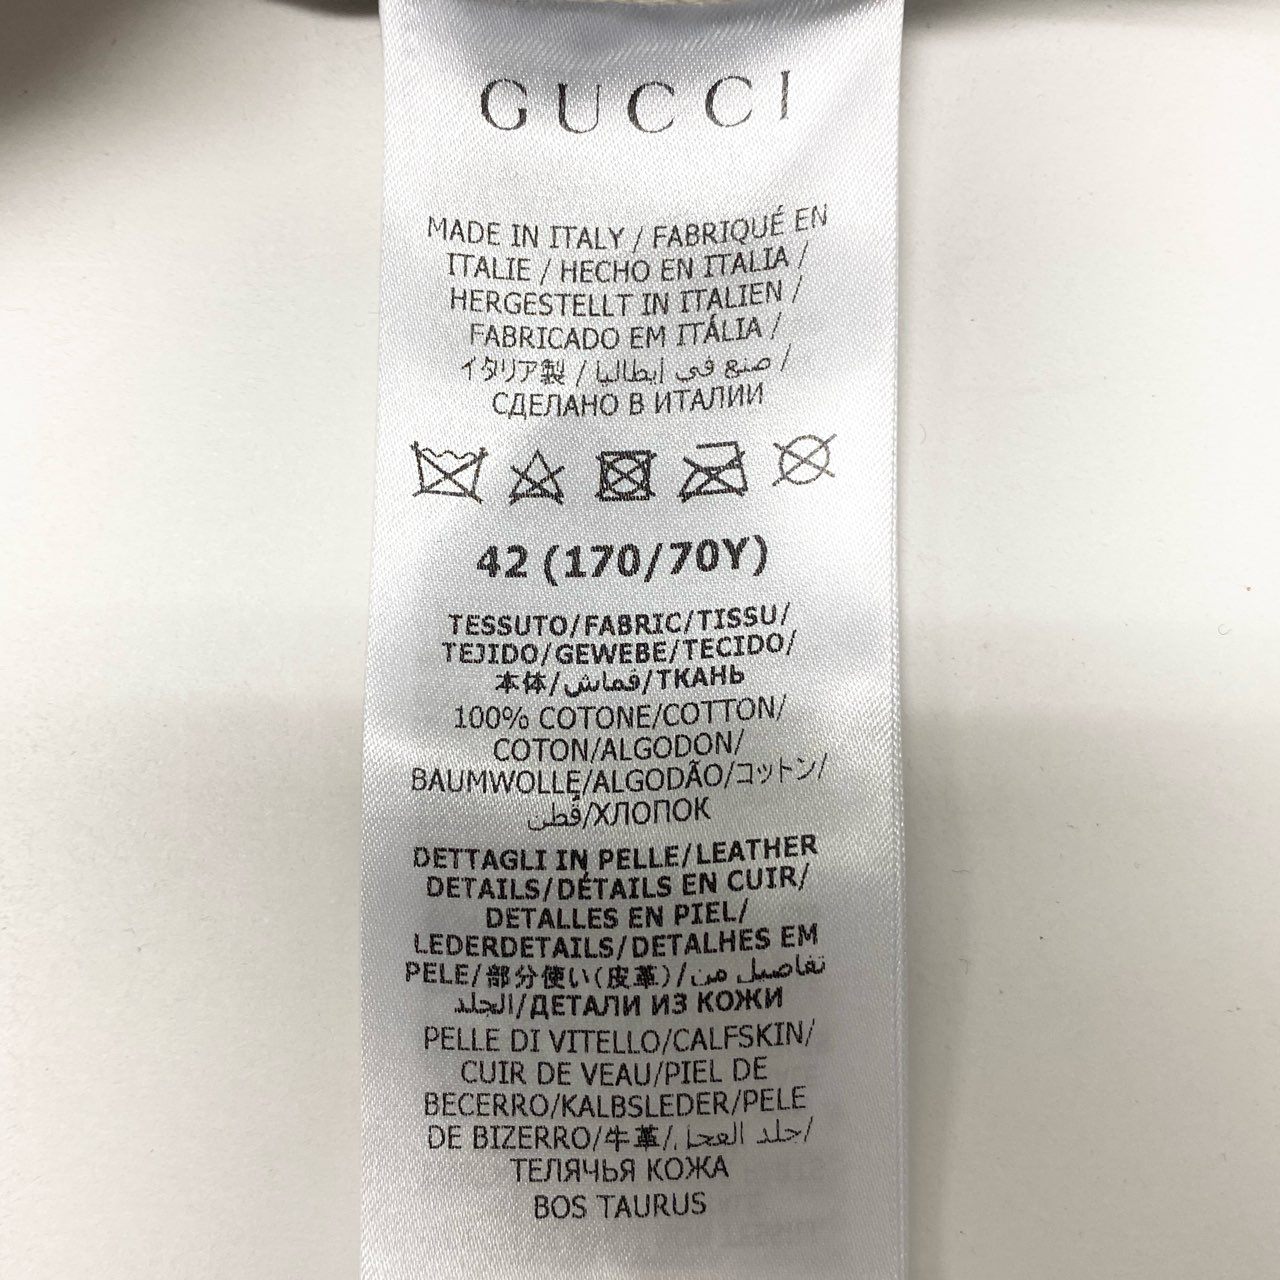 GUCCI
MADE IN ITALY / FABRIQUÉ EN
ITALIE / HECHO EN ITALIA /
HERGESTELLT IN ITALIEN /
FABRICADO EM ITÁLIA /
イタリア製 / صنع في إيطاليا /
СДЕЛАНО В ИТАЛИИ
42 (170/70Y)
TESSUTO/FABRIC/TISSU/
TEJIDO/GEWEBE/TECIDO/
本体/قماش/ТКАНЬ
100% COTONE/COTTON/
COTON/ALGODON/
BAUMWOLLE/ALGODÃO/コットン/
قطن/ХЛОПОК
DETTAGLI IN PELLE/LEATHER
DETAILS/DÉTAILS EN CUIR/
DETALLES EN PIEL/
LEDERDETAILS/DETALHES EM
PELE/部分使い(皮革)/تفاصيل من
الجلد/ДЕТАЛИ ИЗ КОЖИ
PELLE DI VITELLO/CALFSKIN/
CUIR DE VEAU/PIEL DE
BECERRO/KALBSLEDER/PELE
DE BIZERRO/牛革/جلد العجل/
ТЕЛЯЧЬЯ КОЖА
BOS TAURUS